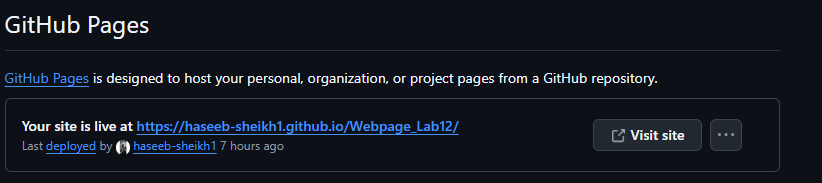 GitHub Pages
GitHub Pages is designed to host your personal, organization, or project pages from a GitHub repository.
Your site is live at https://haseeb-sheikh1.github.io/Webpage_Lab12/
Last deployed by haseeb-sheikh1 7 hours ago
Visit site